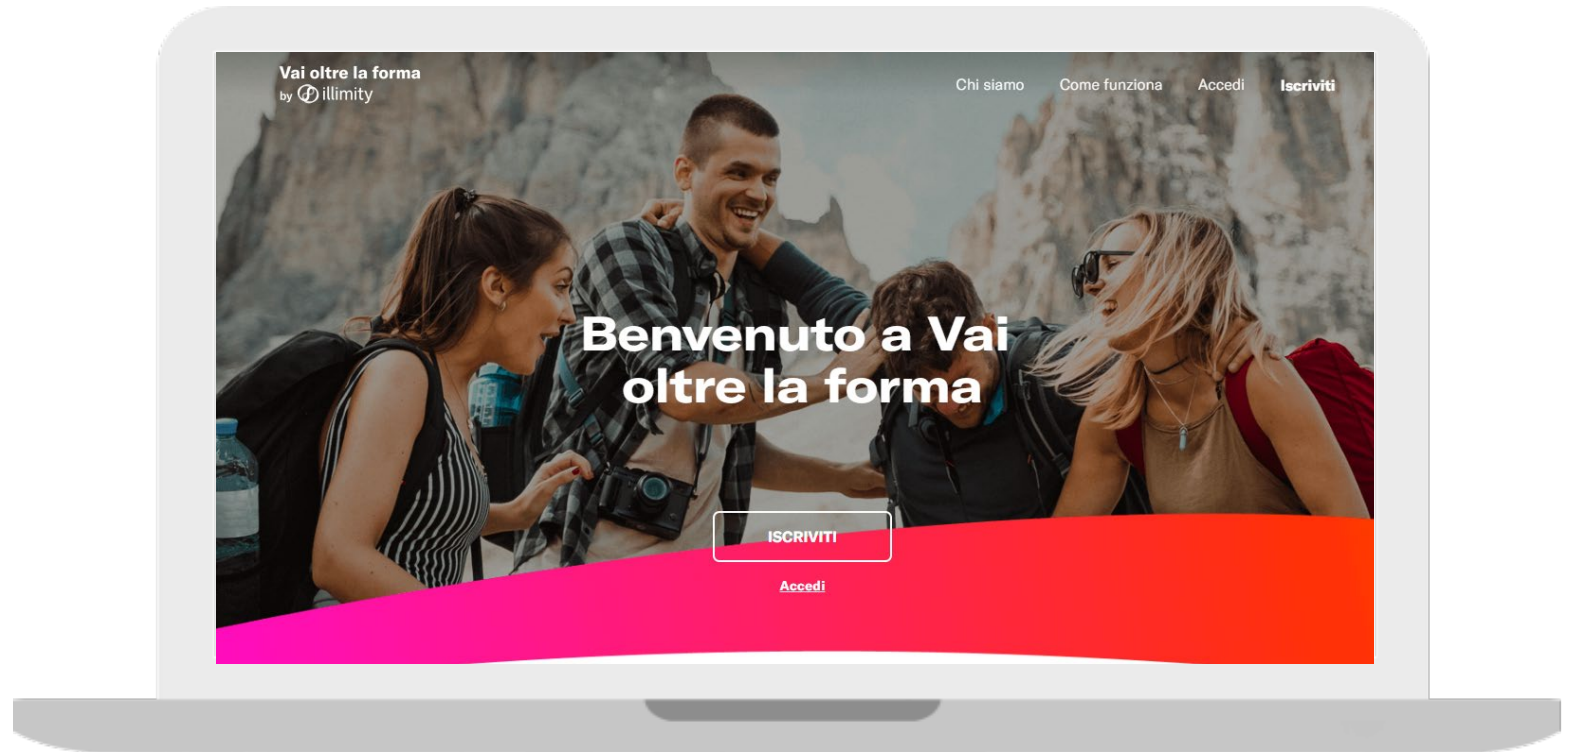 Vai oltre la forma
by illimity
Chi siamo Come funziona Accedi Iscriviti
Benvenuto a Vai
oltre la forma
ISCRIVITI
Accedi